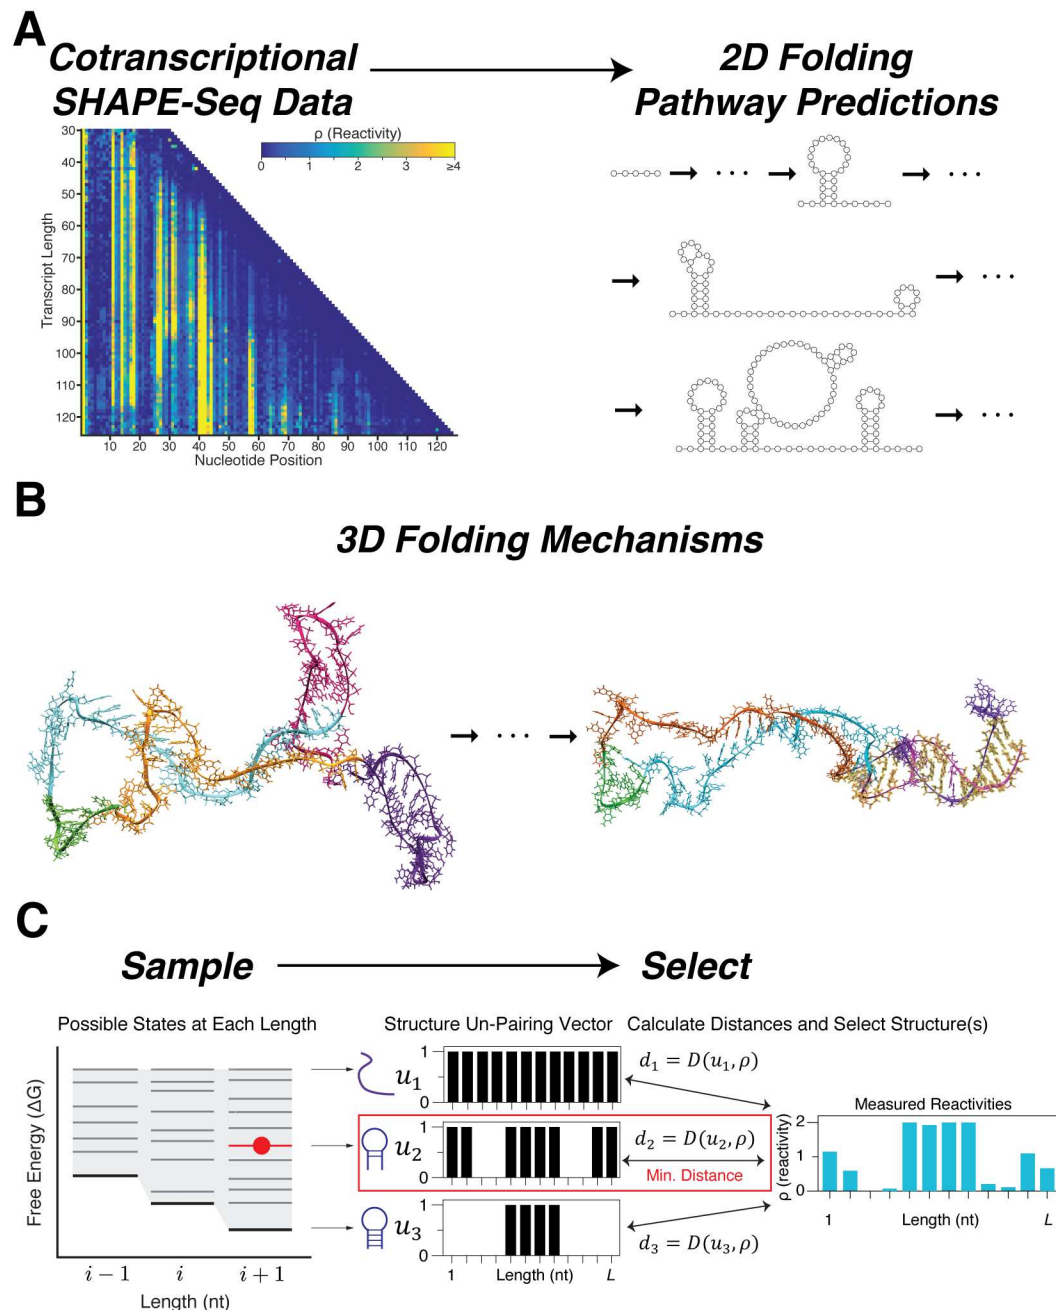 A
Cotranscriptional
SHAPE-Seq Data
2D Folding
Pathway Predictions
ρ (Reactivity)
0 1 2 3 ≥4
Transcript Length
30
40
50
60
70
80
90
100
110
120
10 20 30 40 50 60 70 80 90 100 110 120
Nucleotide Position
B
3D Folding Mechanisms
C
Sample
Select
Possible States at Each Length
Structure Un-Pairing Vector
Calculate Distances and Select Structure(s)
Free Energy (ΔG)
i − 1 i i + 1
Length (nt)
u1
1
0
d1 = D(u1, ρ)
u2
1
0
d2 = D(u2, ρ)
Min. Distance
u3
1
0
d3 = D(u3, ρ)
1 Length (nt) L
Measured Reactivities
ρ (reactivity)
2
1
0
1 Length (nt) L